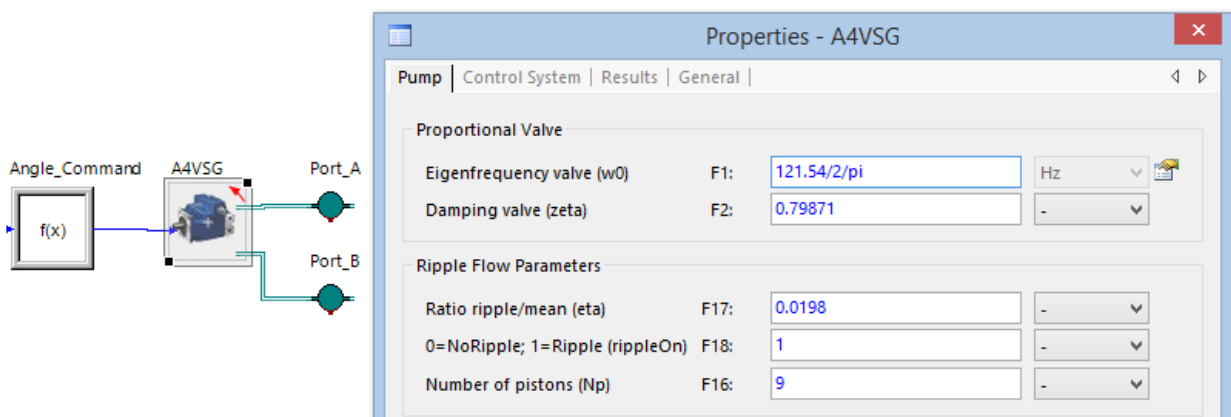 Properties - A4VSG
Pump | Control System | Results | General |
Proportional Valve
Eigenfrequency valve (w0) F1: 121.54/2/pi Hz
Damping valve (zeta) F2: 0.79871 -
Ripple Flow Parameters
Ratio ripple/mean (eta) F17: 0.0198 -
0=NoRipple; 1=Ripple (rippleOn) F18: 1 -
Number of pistons (Np) F16: 9 -
Angle_Command A4VSG Port_A
f(x)
Port_B